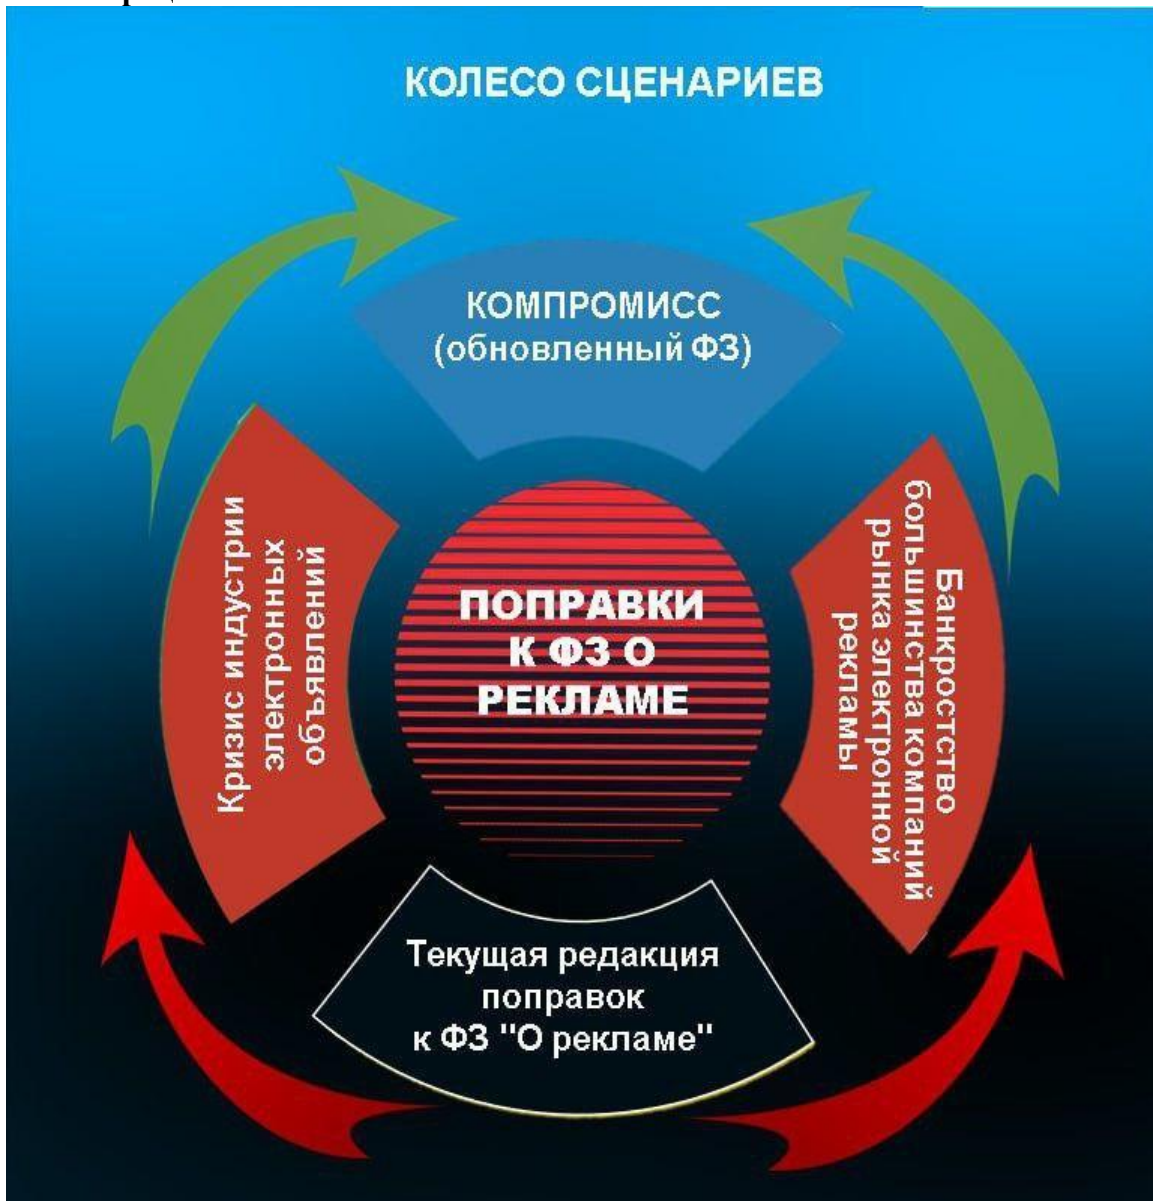 КОЛЕСО СЦЕНАРИЕВ
КОМПРОМИСС
(обновленный ФЗ)
Кризис индустрии
электронных
объявлений
ПОПРАВКИ
К ФЗ О
РЕКЛАМЕ
Банкростство
большинства компаний
рынка электронной
рекламы
Текущая редакция
поправок
к ФЗ "О рекламе"